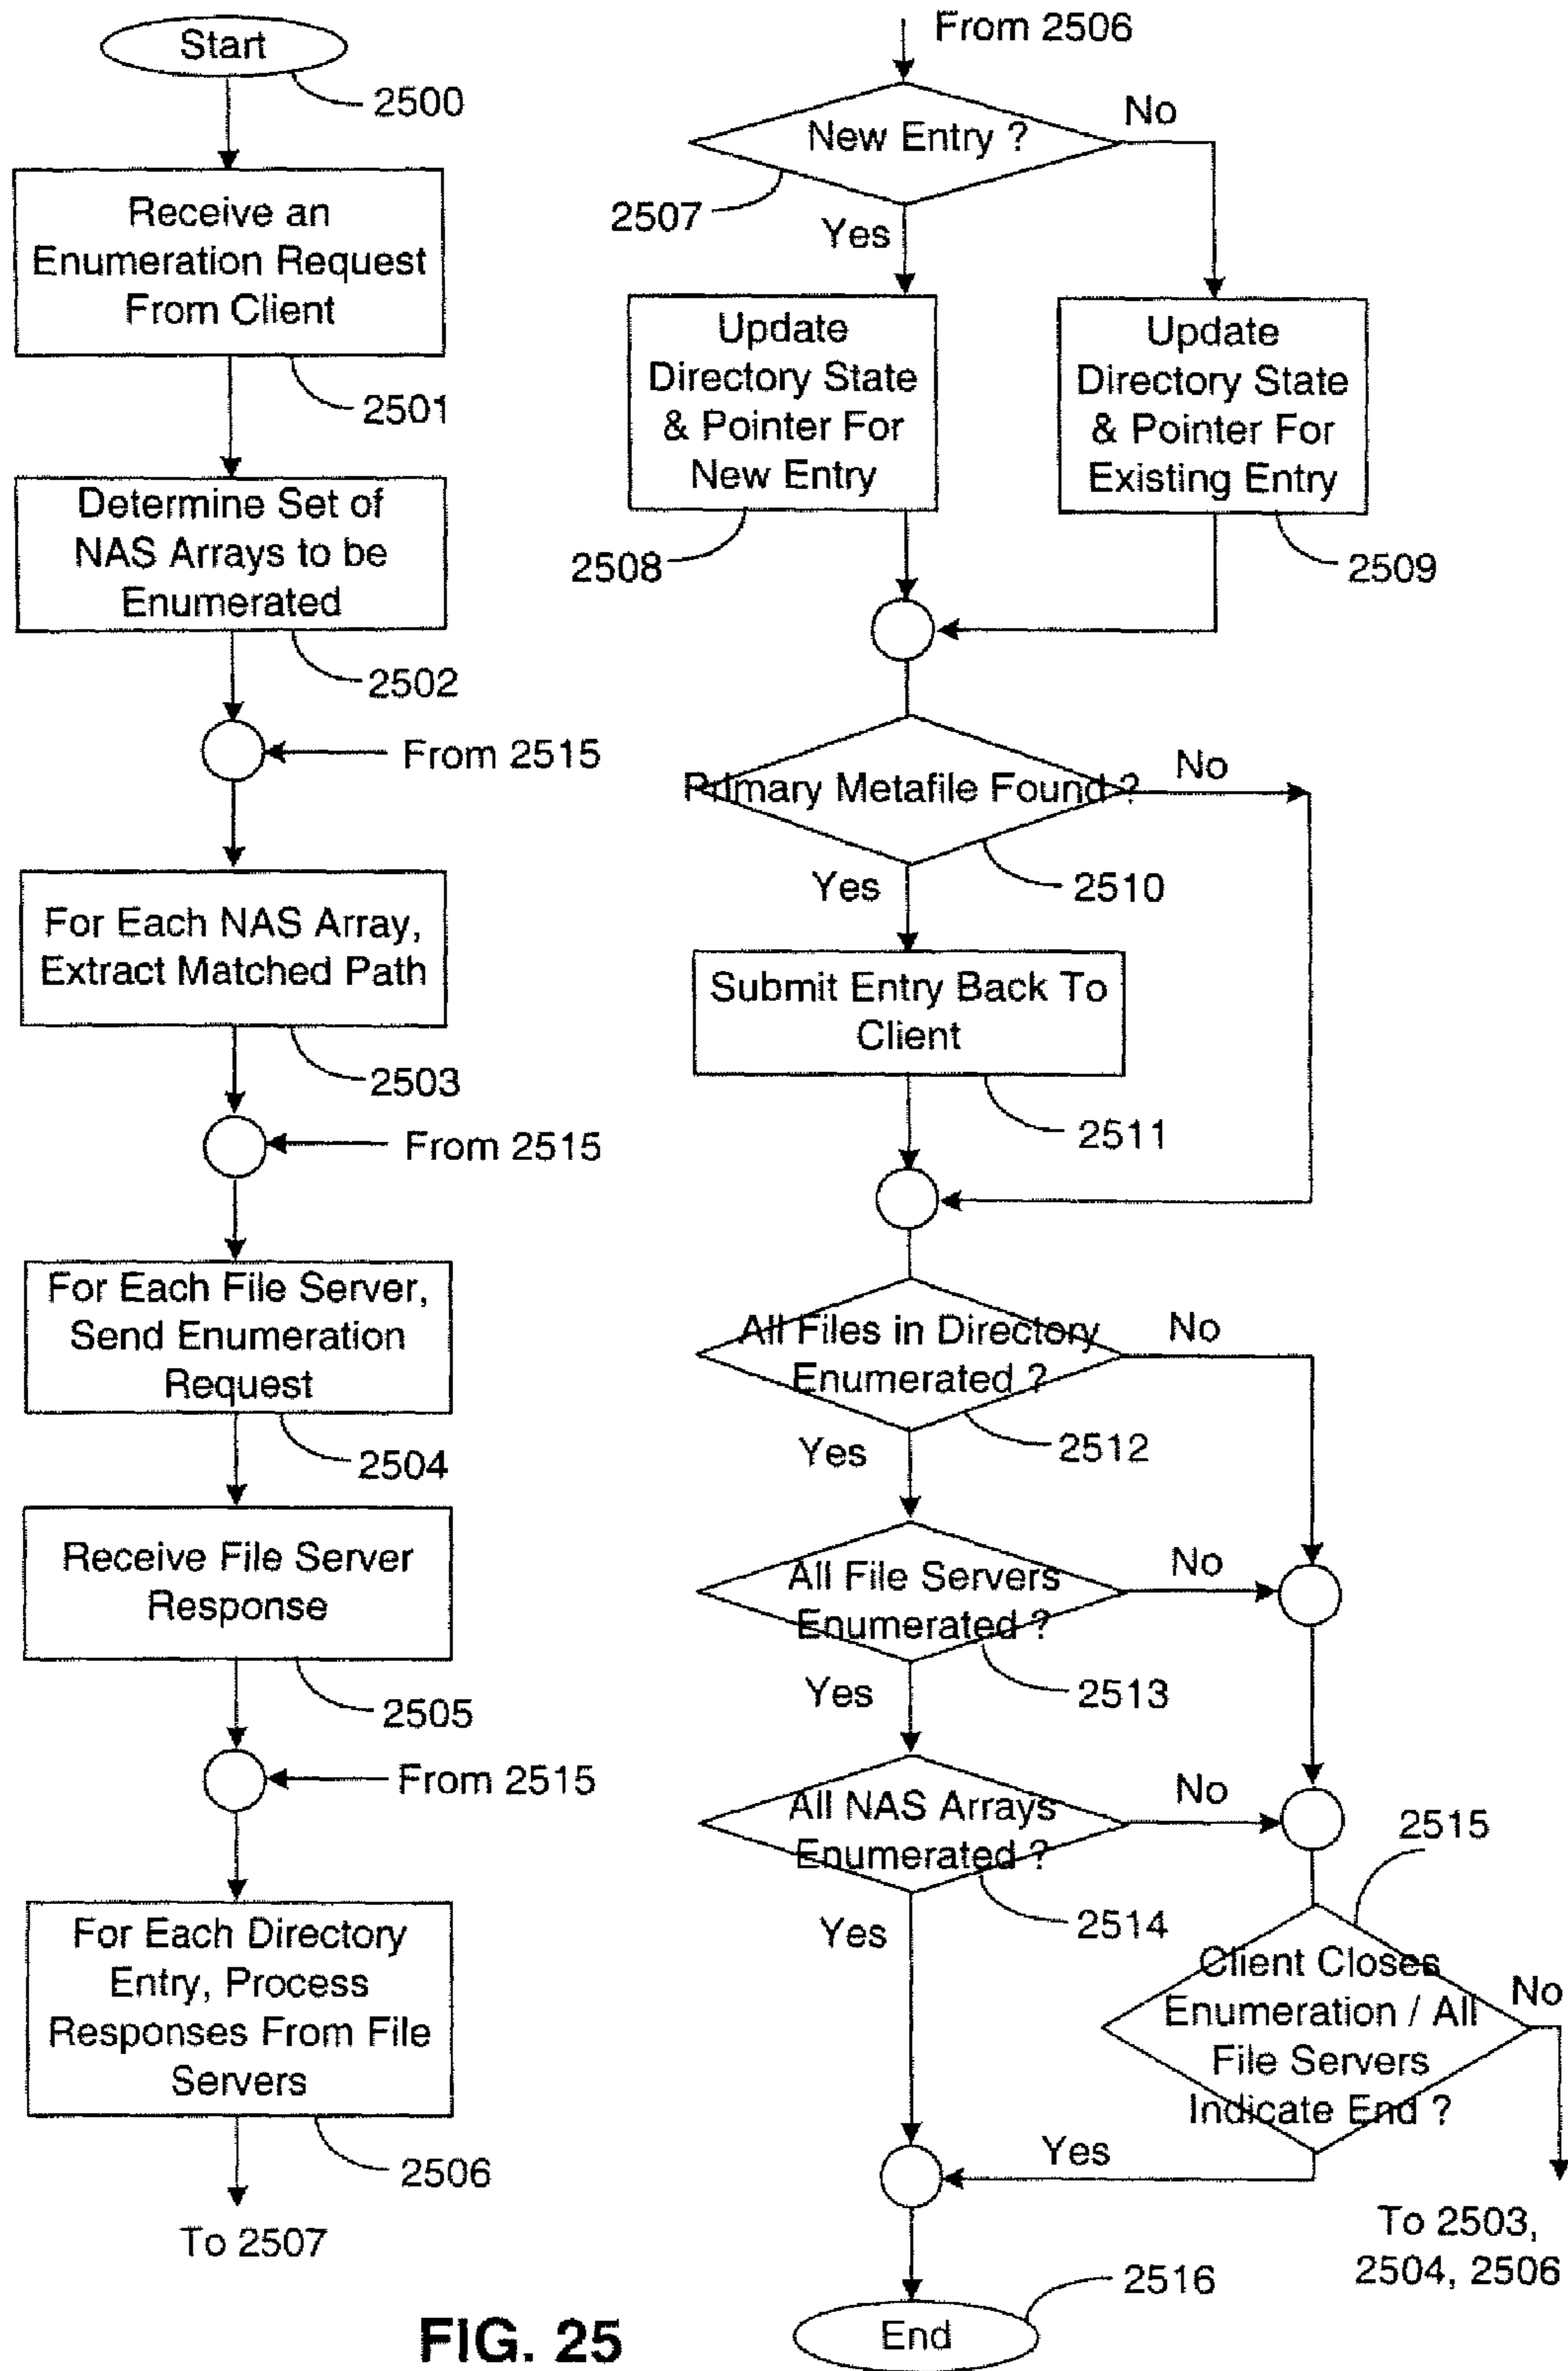 Start
2500
Receive an
Enumeration Request
From Client
2501
Determine Set of
NAS Arrays to be
Enumerated
2502
From 2515
For Each NAS Array,
Extract Matched Path
2503
From 2515
For Each File Server,
Send Enumeration
Request
2504
Receive File Server
Response
2505
From 2515
For Each Directory
Entry, Process
Responses From File
Servers
2506
To 2507
From 2506
New Entry ?
No
2507
Yes
Update
Directory State
& Pointer For
New Entry
2508
Update
Directory State
& Pointer For
Existing Entry
2509
Primary Metafile Found ?
No
Yes
2510
Submit Entry Back To
Client
2511
All Files in Directory
Enumerated ?
No
Yes
2512
All File Servers
Enumerated ?
No
Yes
2513
All NAS Arrays
Enumerated ?
No
Yes
2514
2515
Client Closes
Enumeration / All
File Servers
Indicate End ?
No
Yes
To 2503,
2504, 2506
2516
End
FIG. 25